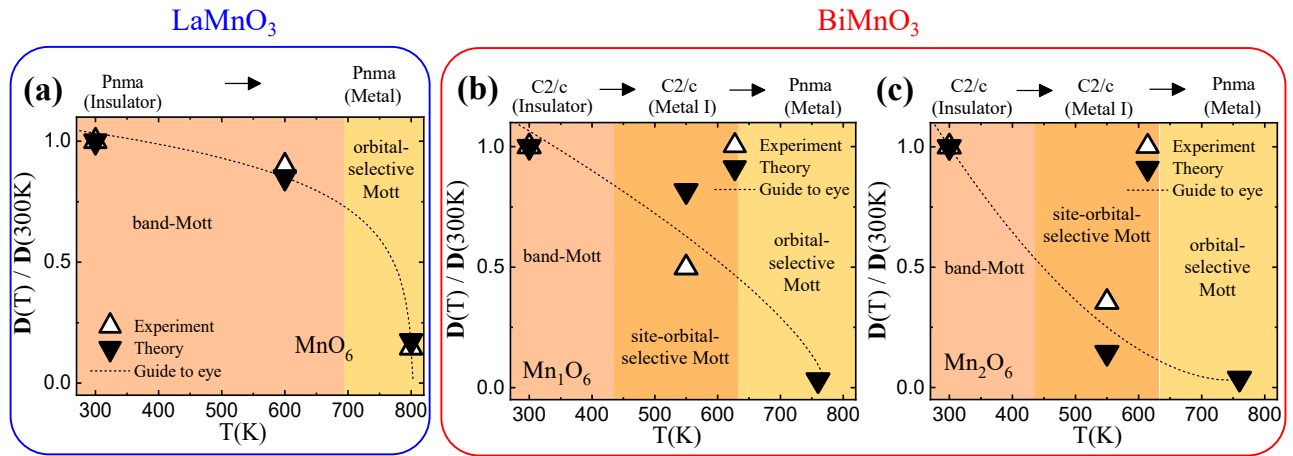 LaMnO₃
BiMnO₃
(a)
Pnma
(Insulator)
Pnma
(Metal)
D(T) / D(300K)
1.0
0.5
0.0
band-Mott
orbital-
selective
Mott
Experiment
Theory
Guide to eye
MnO₆
300
400
500
600
700
800
T(K)
(b)
C2/c
(Insulator)
C2/c
(Metal I)
Pnma
(Metal)
D(T) / D(300K)
1.0
0.5
0.0
Experiment
Theory
Guide to eye
band-Mott
orbital-
selective
Mott
site-orbital-
selective Mott
Mn₁O₆
300
400
500
600
700
800
T(K)
(c)
C2/c
(Insulator)
C2/c
(Metal I)
Pnma
(Metal)
D(T) / D(300K)
1.0
0.5
0.0
Experiment
Theory
Guide to eye
site-orbital-
selective Mott
band-Mott
orbital-
selective
Mott
Mn₂O₆
300
400
500
600
700
800
T(K)